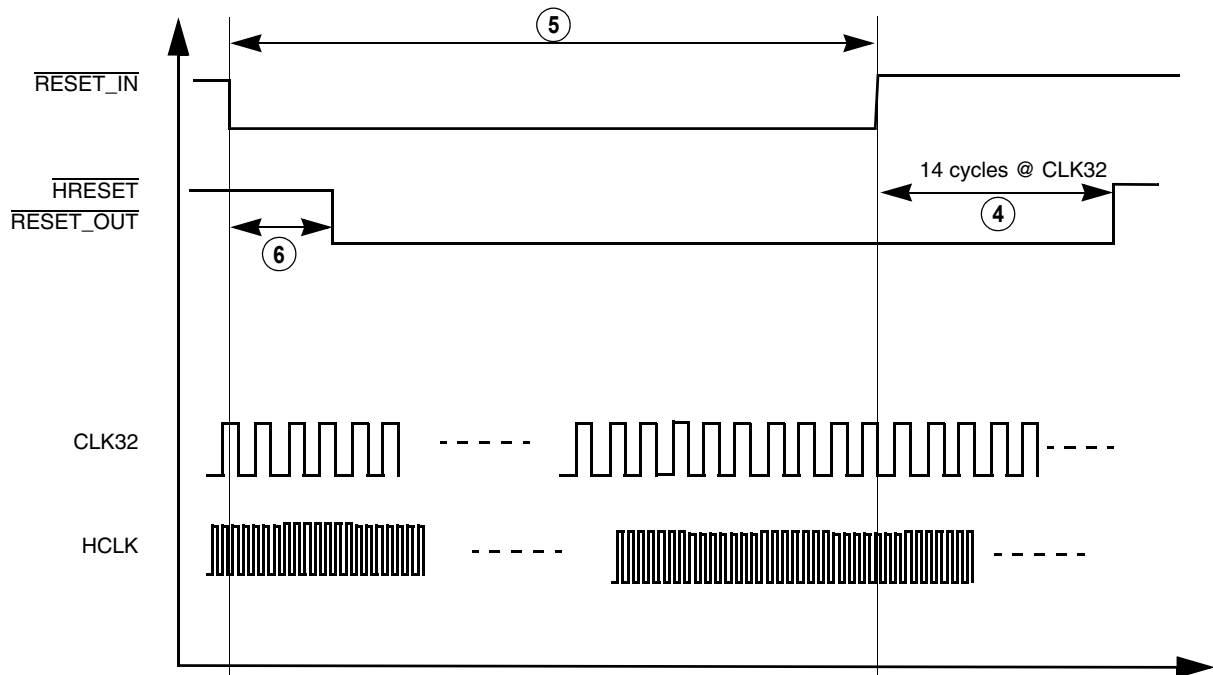 5
RESET_IN
14 cycles @ CLK32
HRESET
RESET_OUT
4
6
CLK32
HCLK